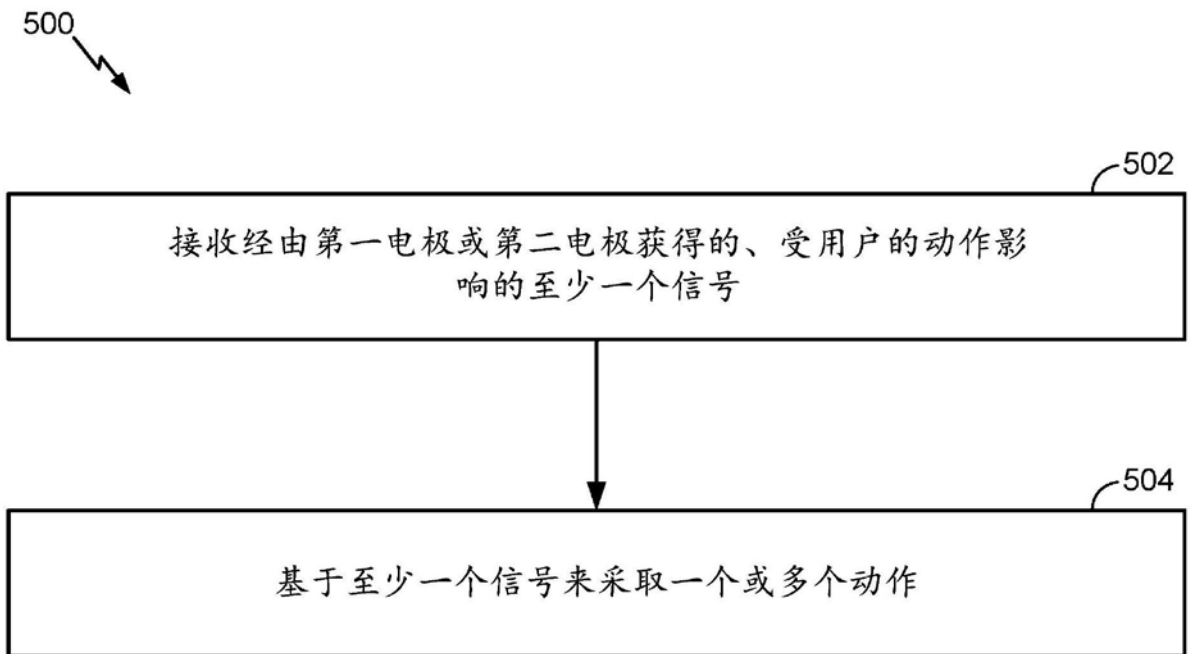 500
502
接收经由第一电极或第二电极获得的、受用户的动作影
响的至少一个信号
504
基于至少一个信号来采取一个或多个动作